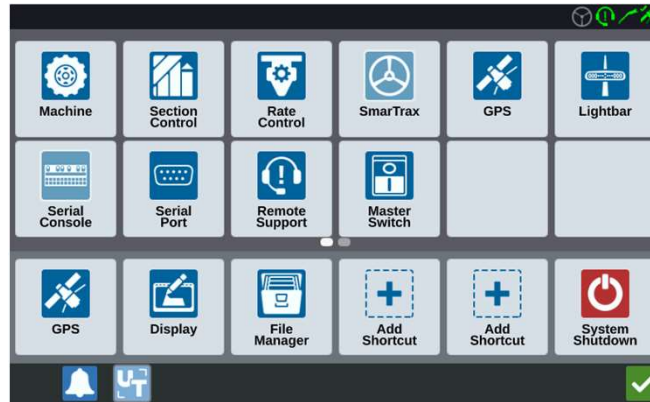 Machine
Section
Control
Rate
Control
SmarTrax
GPS
Lightbar
Serial
Console
Serial
Port
Remote
Support
Master
Switch
GPS
Display
File
Manager
Add
Shortcut
Add
Shortcut
System
Shutdown
UT